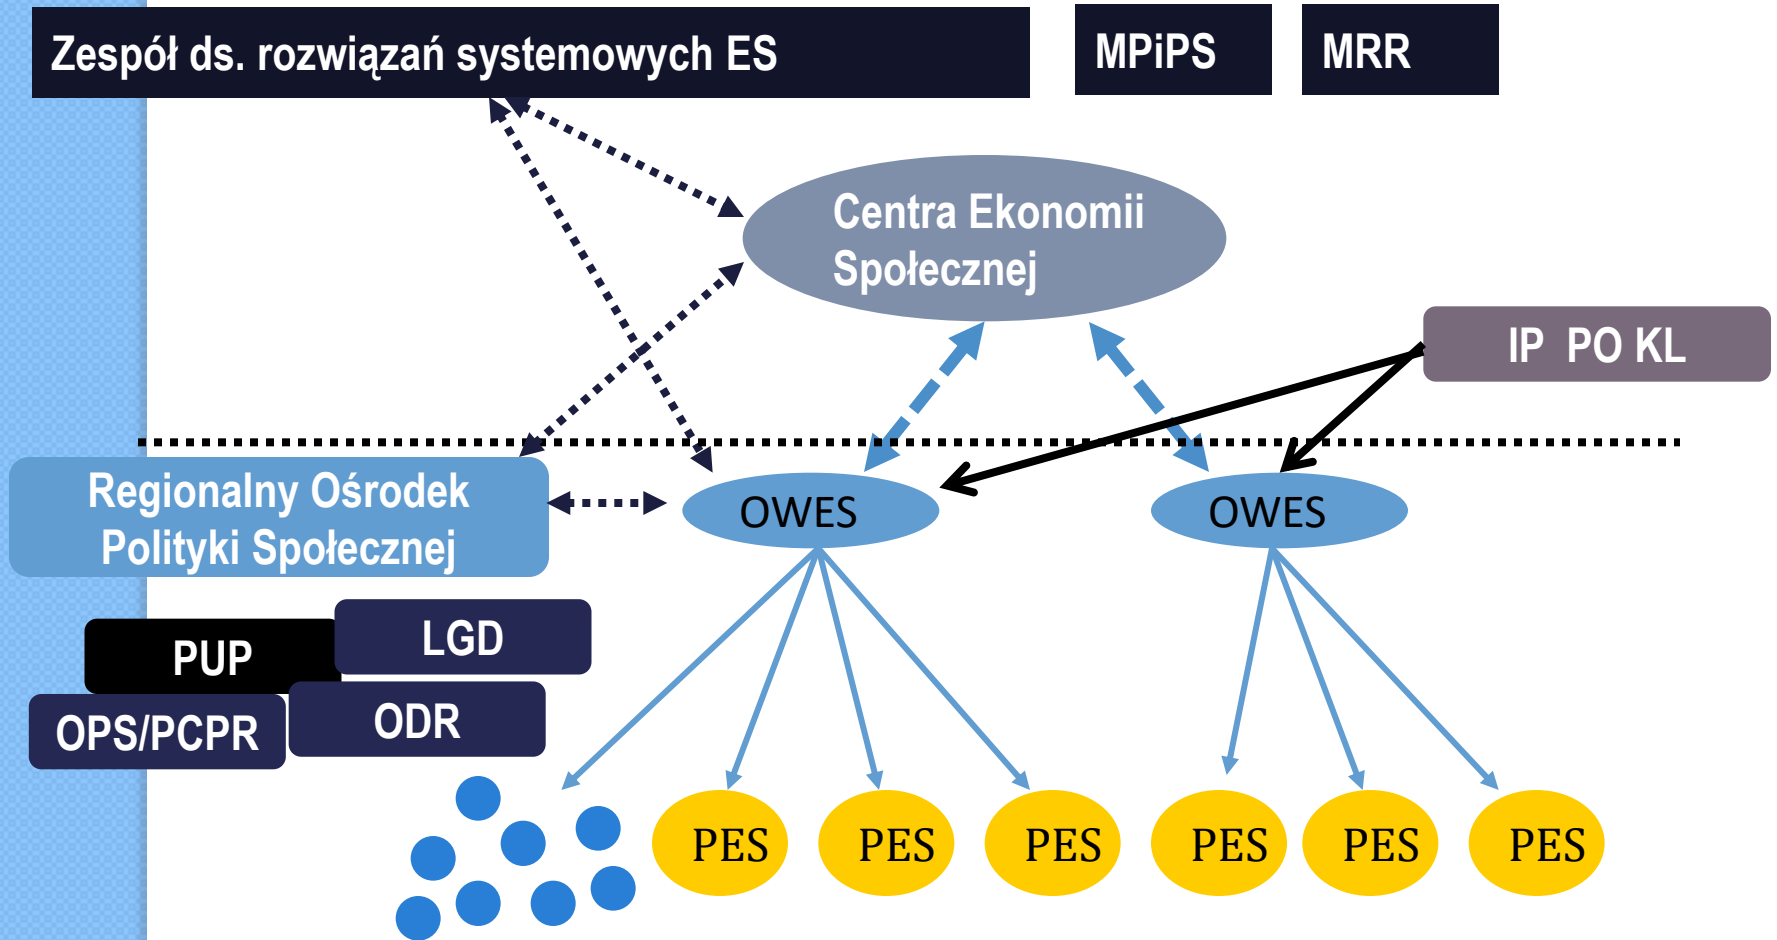 Zespół ds. rozwiązań systemowych ES
MPiPS
MRR
Centra Ekonomii
Społecznej
IP  PO KL
Regionalny Ośrodek
Polityki Społecznej
OWES
OWES
LGD
PUP
ODR
OPS/PCPR
PES
PES
PES
PES
PES
PES